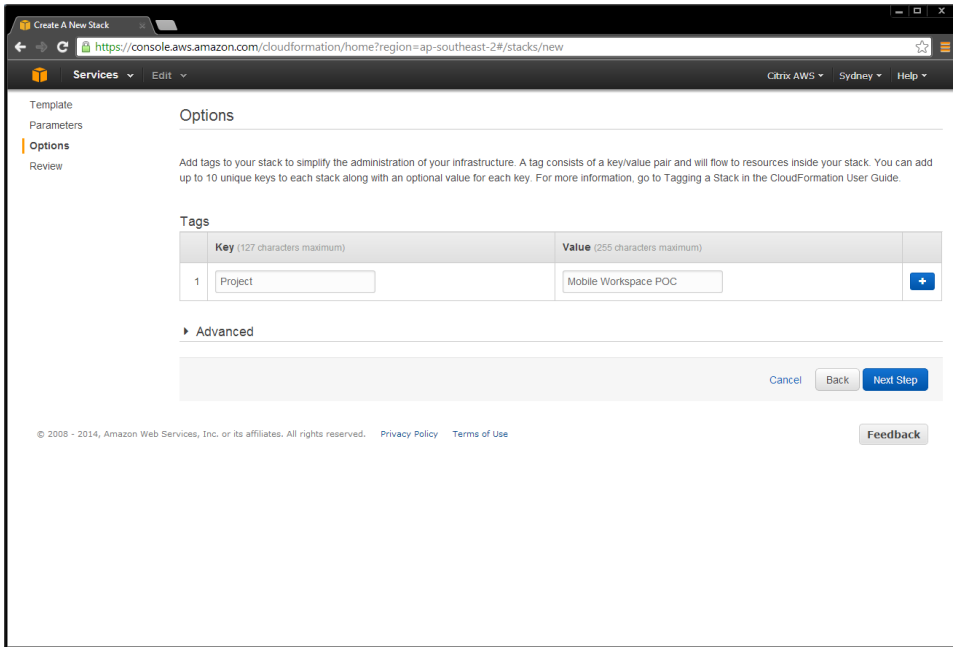 Create A New Stack
https://console.aws.amazon.com/cloudformation/home?region=ap-southeast-2#/stacks/new
Services Edit Citrix AWS Sydney Help
Template
Parameters
Options
Review
Options
Add tags to your stack to simplify the administration of your infrastructure. A tag consists of a key/value pair and will flow to resources inside your stack. You can add
up to 10 unique keys to each stack along with an optional value for each key. For more information, go to Tagging a Stack in the CloudFormation User Guide.
Tags
Key (127 characters maximum) Value (255 characters maximum)
1 Project Mobile Workspace POC
Advanced
Cancel Back Next Step
© 2008 - 2014, Amazon Web Services, Inc. or its affiliates. All rights reserved. Privacy Policy Terms of Use Feedback